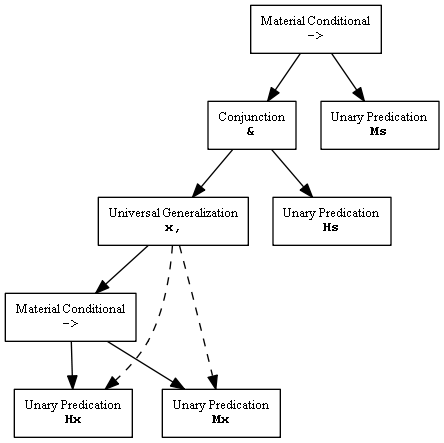 Material Conditional
->
Conjunction
&
Unary Predication
Ms
Universal Generalization
x,
Unary Predication
Hs
Material Conditional
->
Unary Predication
Hx
Unary Predication
Mx